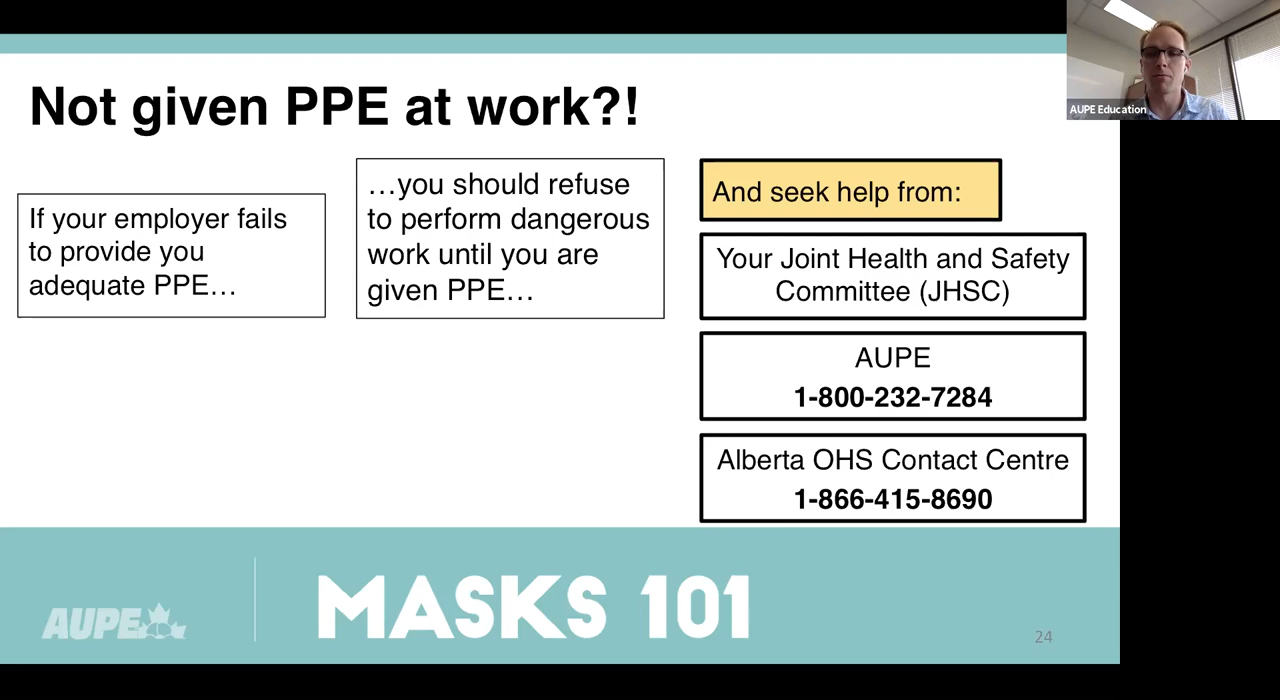 Not given PPE at work?!
If your employer fails
to provide you
adequate PPE…
…you should refuse
to perform dangerous
work until you are
given PPE…
And seek help from:
Your Joint Health and Safety
Committee (JHSC)
AUPE
1-800-232-7284
Alberta OHS Contact Centre
1-866-415-8690
AUPE Education
AUPE
MASKS 101
24